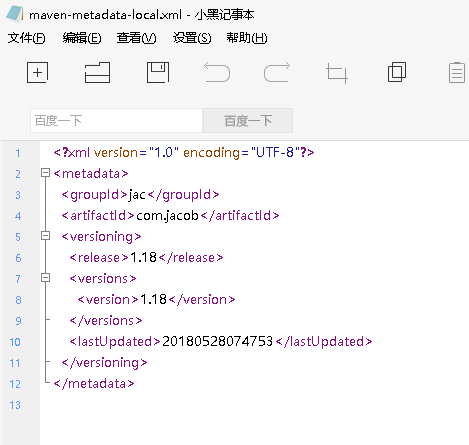 maven-metadata-local.xml - 小黑记事本
文件(F) 编辑(E) 查看(V) 设置(S) 帮助(H)
百度一下 百度一下
1 <?xml version="1.0" encoding="UTF-8"?>
2 <metadata>
3 <groupId>jac</groupId>
4 <artifactId>com.jacob</artifactId>
5 <versioning>
6 <release>1.18</release>
7 <versions>
8 <version>1.18</version>
9 </versions>
10 <lastUpdated>20180528074753</lastUpdated>
11 </versioning>
12 </metadata>
13